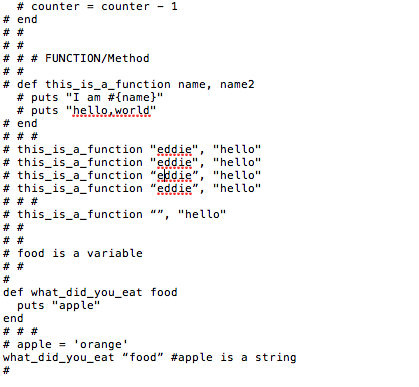 # counter = counter - 1
# end
# #
# #
# # # FUNCTION/Method
# #
# def this_is_a_function name, name2
# puts "I am #{name}"
# puts "hello,world"
# end
# # #
# this_is_a_function "eddie", "hello"
# this_is_a_function "eddie", "hello"
# this_is_a_function “eddie”, "hello"
# this_is_a_function “eddie”, "hello"
# # #
# this_is_a_function “”, "hello"
# #
# #
# food is a variable
# #
#
def what_did_you_eat food
puts "apple"
end
# # #
# apple = 'orange'
what_did_you_eat “food” #apple is a string
#